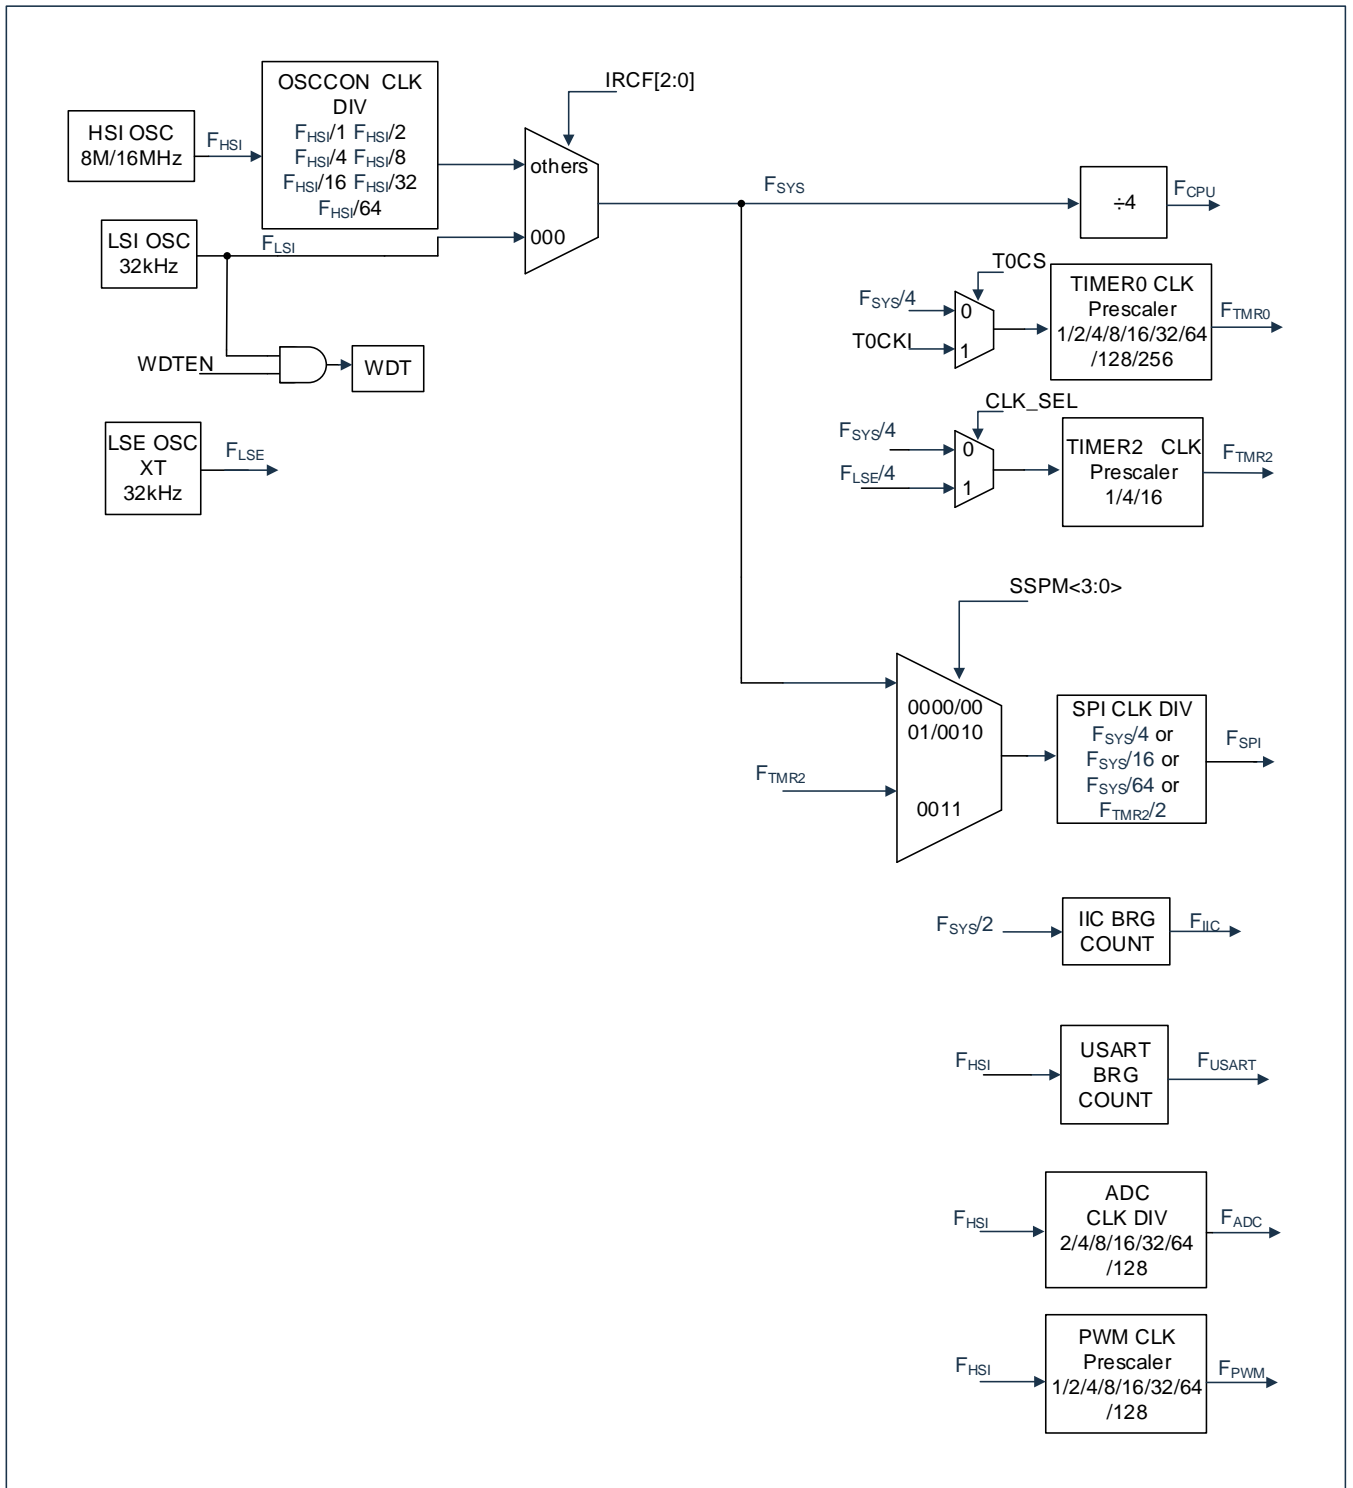 IRCF[2:0]
OSCCON CLK
DIV
FHSI/1 FHSI/2
FHSI/4 FHSI/8
FHSI/16 FHSI/32
FHSI/64
HSI OSC
8M/16MHz
FHSI
others
000
FSYS
÷4
FCPU
LSI OSC
32kHz
FLSI
WDTEN
WDT
T0CS
FSYS/4
T0CKI
0
1
TIMER0 CLK
Prescaler
1/2/4/8/16/32/64
/128/256
FTMR0
LSE OSC
XT
32kHz
FLSE
CLK_SEL
FSYS/4
FLSE/4
0
1
TIMER2 CLK
Prescaler
1/4/16
FTMR2
SSPM<3:0>
0000/00
01/0010
0011
FTMR2
SPI CLK DIV
FSYS/4 or
FSYS/16 or
FSYS/64 or
FTMR2/2
FSPI
FSYS/2
IIC BRG
COUNT
FIIC
FHSI
USART
BRG
COUNT
FUSART
FHSI
ADC
CLK DIV
2/4/8/16/32/64
/128
FADC
FHSI
PWM CLK
Prescaler
1/2/4/8/16/32/64
/128
FPWM